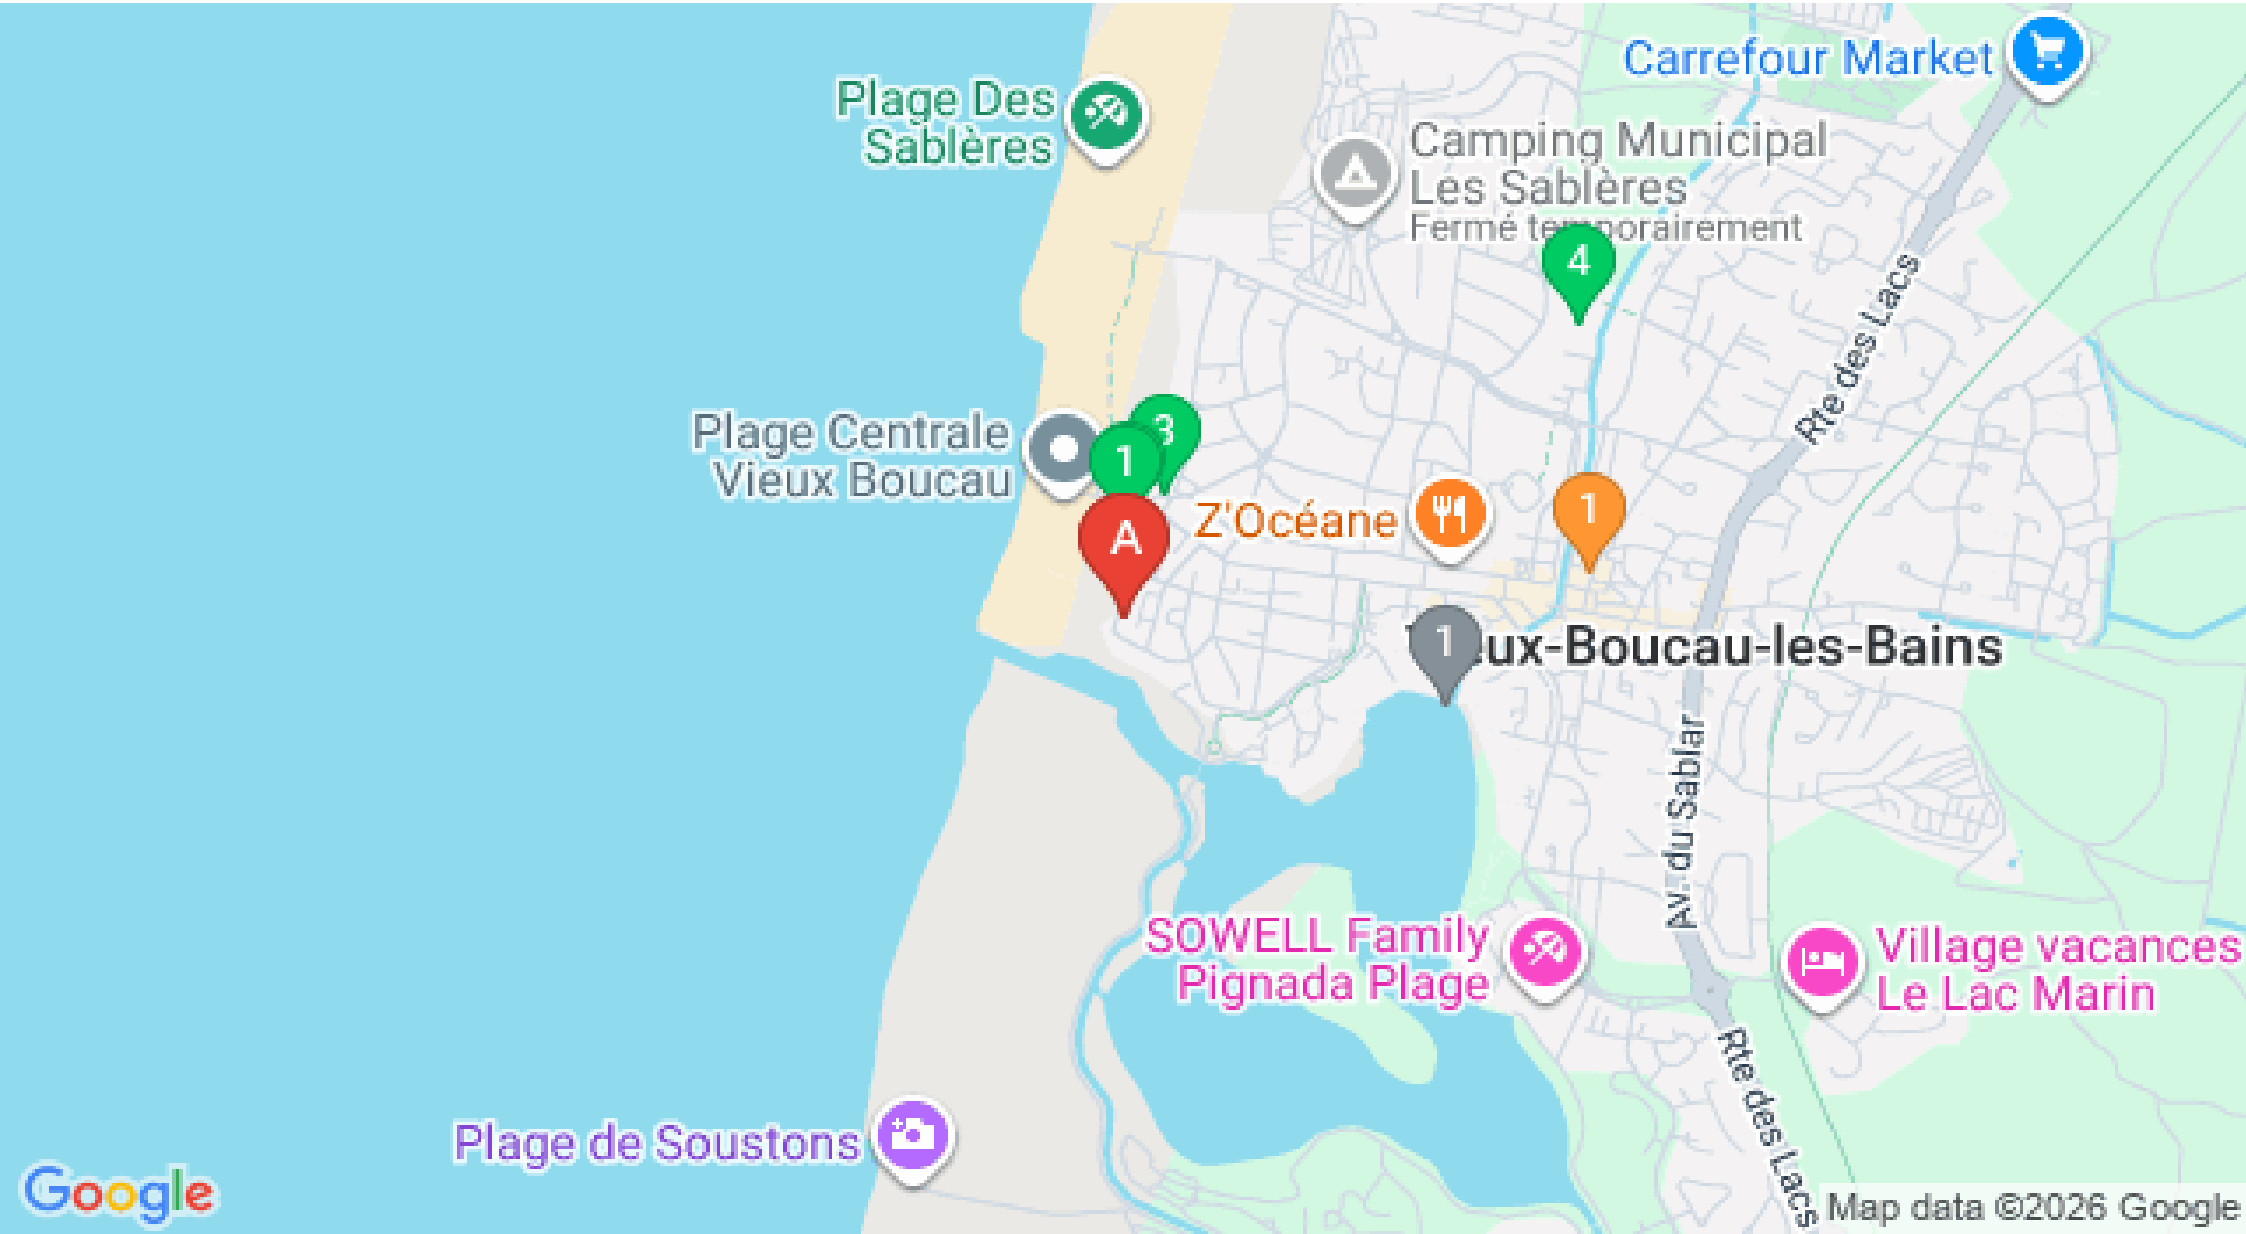 Carrefour Market
Plage Des
Sablères
Camping Municipal
Les Sablères
Fermé temporairement
4
Rte des Lacs
3
Plage Centrale
Vieux Boucau
1
A
Z'Océane
1
1
ux-Boucau-les-Bains
Av. du Sablar
SOWELL Family
Pignada Plage
Village vacances
Le Lac Marin
Rte des Lacs
Plage de Soustons
Google
Map data ©2026 Google